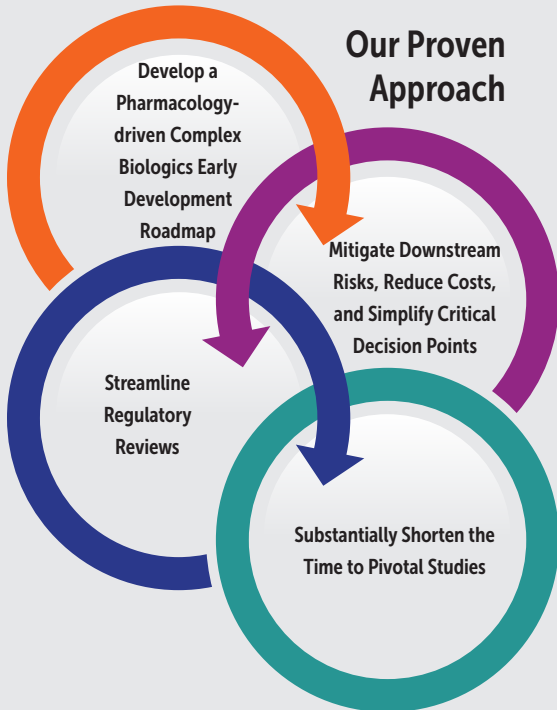 Our Proven
Approach
Develop a
Pharmacology-
driven Complex
Biologics Early
Development
Roadmap
Mitigate Downstream
Risks, Reduce Costs,
and Simplify Critical
Decision Points
Streamline
Regulatory
Reviews
Substantially Shorten the
Time to Pivotal Studies